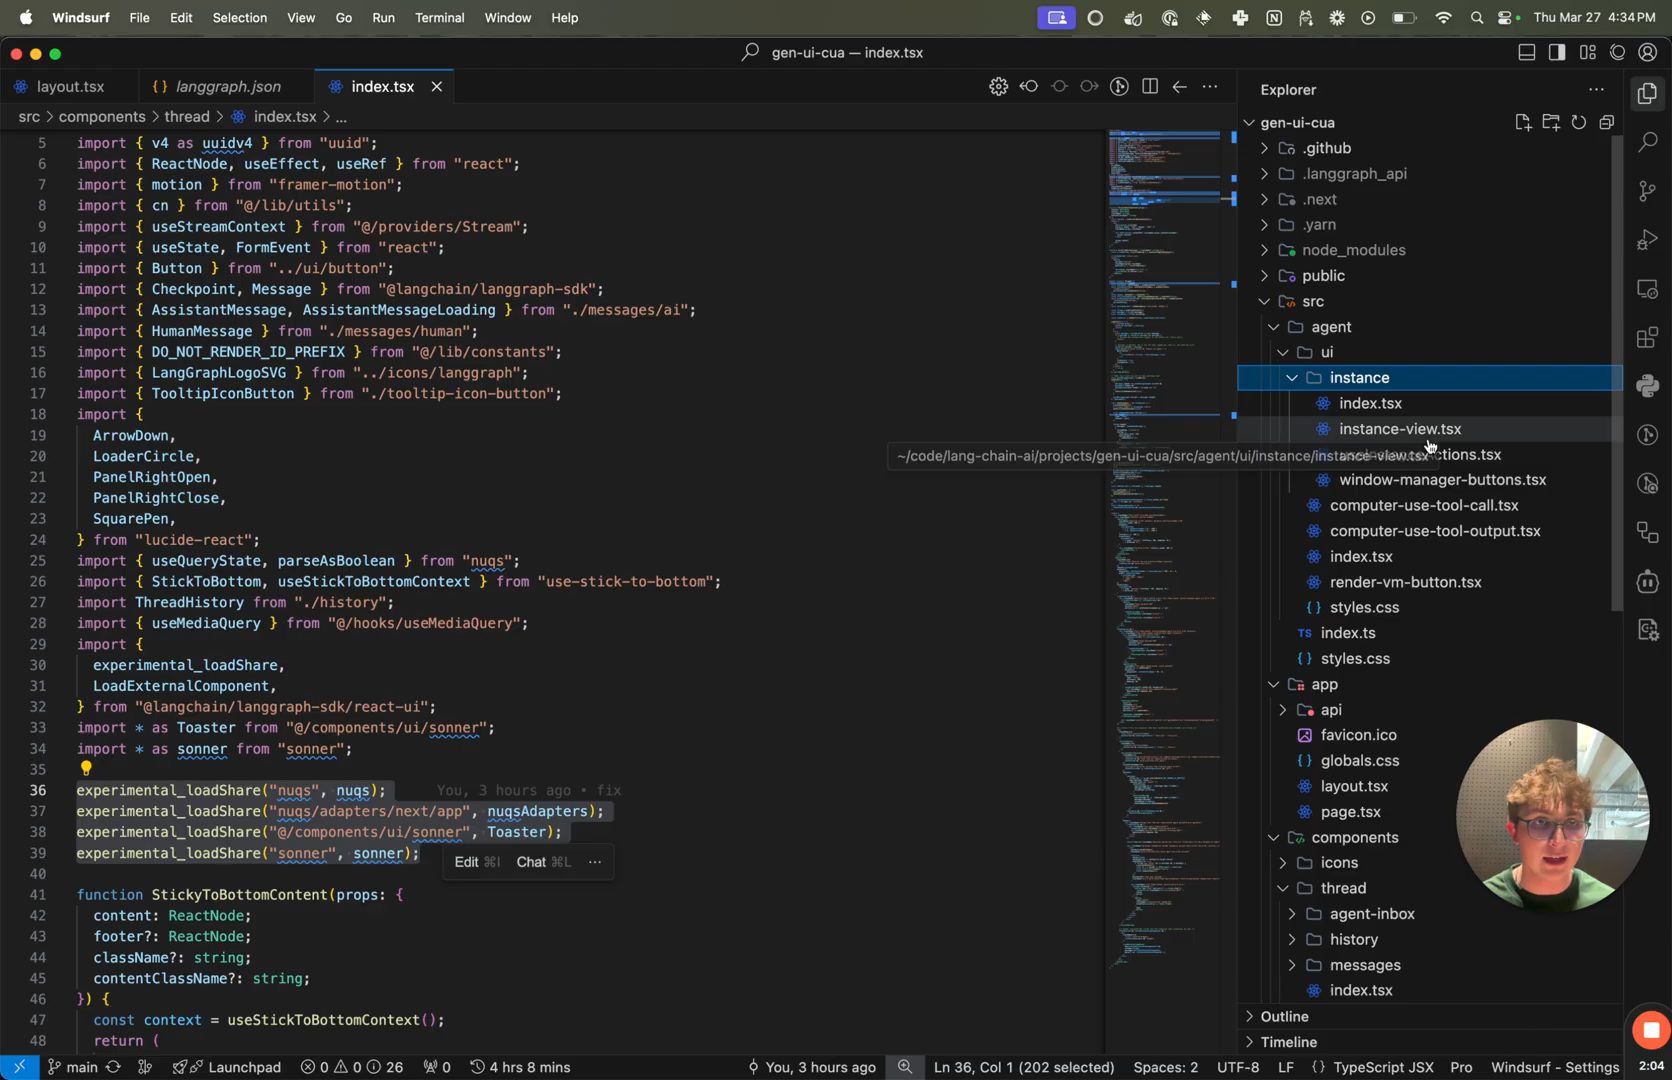 Windsurf File Edit Selection View Go Run Terminal Window Help Thu Mar 27 4:34 PM
gen-ui-cua — index.tsx
layout.tsx
langgraph.json
index.tsx
src > components > thread > index.tsx > ...
5 import { v4 as uuidv4 } from "uuid";
6 import { ReactNode, useEffect, useRef } from "react";
7 import { motion } from "framer-motion";
8 import { cn } from "@/lib/utils";
9 import { useStreamContext } from "@/providers/Stream";
10 import { useState, FormEvent } from "react";
11 import { Button } from "../ui/button";
12 import { Checkpoint, Message } from "@langchain/langgraph-sdk";
13 import { AssistantMessage, AssistantMessageLoading } from "./messages/ai";
14 import { HumanMessage } from "./messages/human";
15 import { DO_NOT_RENDER_ID_PREFIX } from "@/lib/constants";
16 import { LangGraphLogoSVG } from "../icons/langgraph";
17 import { TooltipIconButton } from "./tooltip-icon-button";
18 import {
19 ArrowDown,
20 LoaderCircle,
21 PanelRightOpen,
22 PanelRightClose,
23 SquarePen,
24 } from "lucide-react";
25 import { useQueryState, parseAsBoolean } from "nuqs";
26 import { StickToBottom, useStickToBottomContext } from "use-stick-to-bottom";
27 import ThreadHistory from "./history";
28 import { useMediaQuery } from "@/hooks/useMediaQuery";
29 import {
30 experimental_loadShare,
31 LoadExternalComponent,
32 } from "@langchain/langgraph-sdk/react-ui";
33 import * as Toaster from "@/components/ui/sonner";
34 import * as sonner from "sonner";
35
36 experimental_loadShare("nuqs", nuqs); You, 3 hours ago • fix
37 experimental_loadShare("nuqs/adapters/next/app", nuqsAdapters);
38 experimental_loadShare("@/components/ui/sonner", Toaster);
39 experimental_loadShare("sonner", sonner);
Edit ⌘I Chat ⌘L ...
40
41 function StickyToBottomContent(props: {
42 content: ReactNode;
43 footer?: ReactNode;
44 className?: string;
45 contentClassName?: string;
46 }) {
47 const context = useStickToBottomContext();
48 return (
Explorer
gen-ui-cua
.github
.langgraph_api
.next
.yarn
node_modules
public
src
agent
ui
instance
index.tsx
instance-view.tsx
~/code/lang-chain-ai/projects/gen-ui-cua/src/agent/ui/instance/instance-view.tsx
ctions.tsx
window-manager-buttons.tsx
computer-use-tool-call.tsx
computer-use-tool-output.tsx
index.tsx
render-vm-button.tsx
styles.css
index.ts
styles.css
app
api
favicon.ico
globals.css
layout.tsx
page.tsx
components
icons
thread
agent-inbox
history
messages
index.tsx
Outline
Timeline
main Launchpad 0 0 26 0 4 hrs 8 mins You, 3 hours ago Ln 36, Col 1 (202 selected) Spaces: 2 UTF-8 LF {} TypeScript JSX Pro Windsurf - Settings 2:04